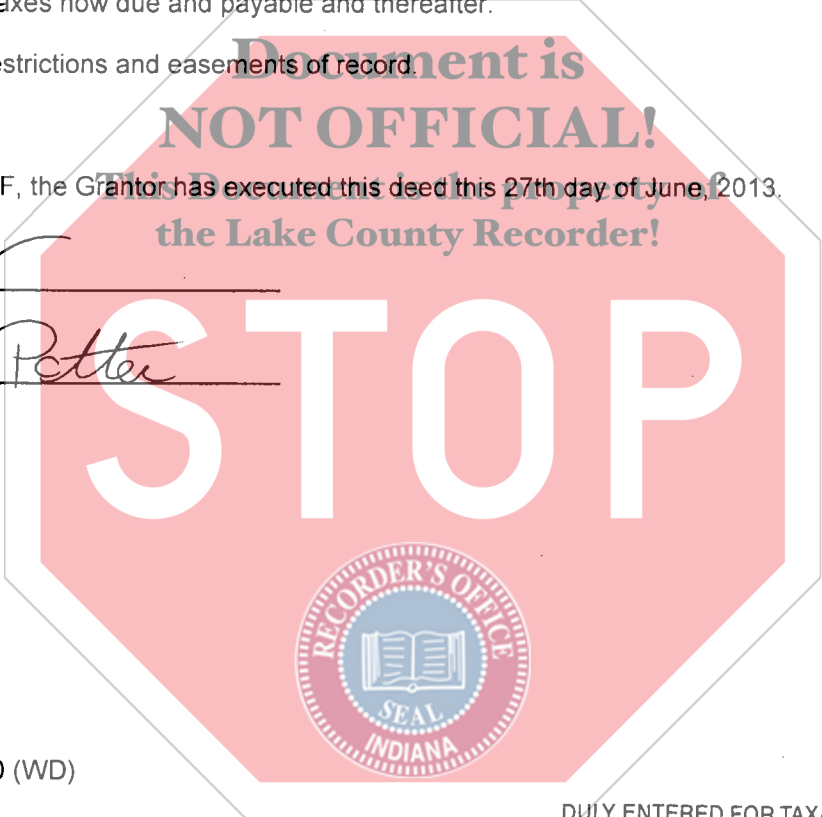 axes now due and payable and thereafter.
Document is
estrictions and easements of record.
NOT OFFICIAL!
F, the Grantor has executed this deed this 27th day of June, 2013.
This Document is the property of
the Lake County Recorder!
Potter
STOP
RECORDER'S OFFICE
SEAL
INDIANA
(WD)
DULY ENTERED FOR TAX